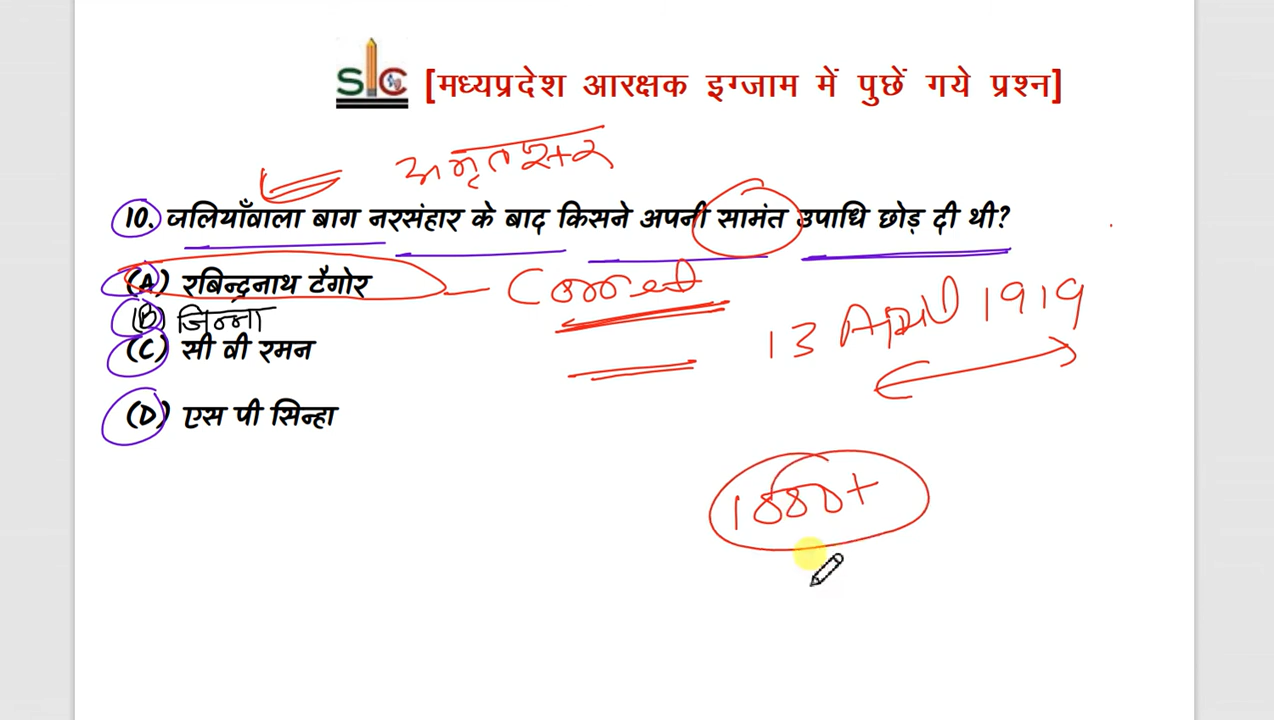 SIC [मध्यप्रदेश आरक्षक इग्जाम में पुछें गये प्रश्न]
अमृतसर
10. जलियाँवाला बाग नरसंहार के बाद किसने अपनी सामंत उपाधि छोड़ दी थी?
(A) रबिन्द्रनाथ टैगोर Correct
(B) जिन्ना 13 April 1919
(C) सी वी रमन
(D) एस पी सिन्हा